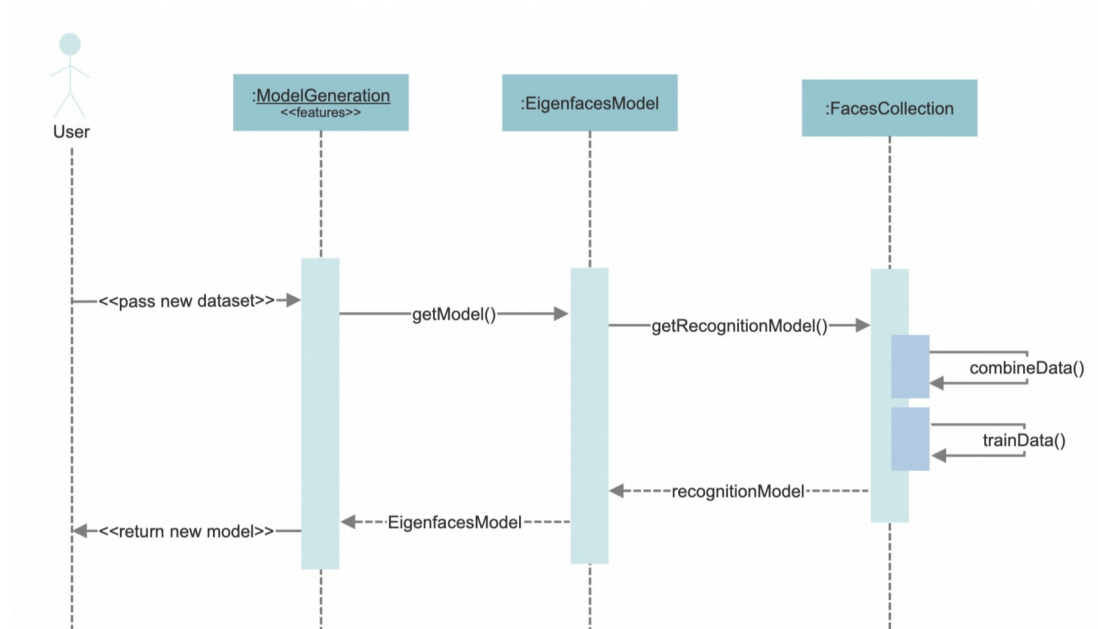 User
:ModelGeneration
<<features>>
:EigenfacesModel
:FacesCollection
<<pass new dataset>>
getModel()
getRecognitionModel()
combineData()
trainData()
recognitionModel
EigenfacesModel
<<return new model>>